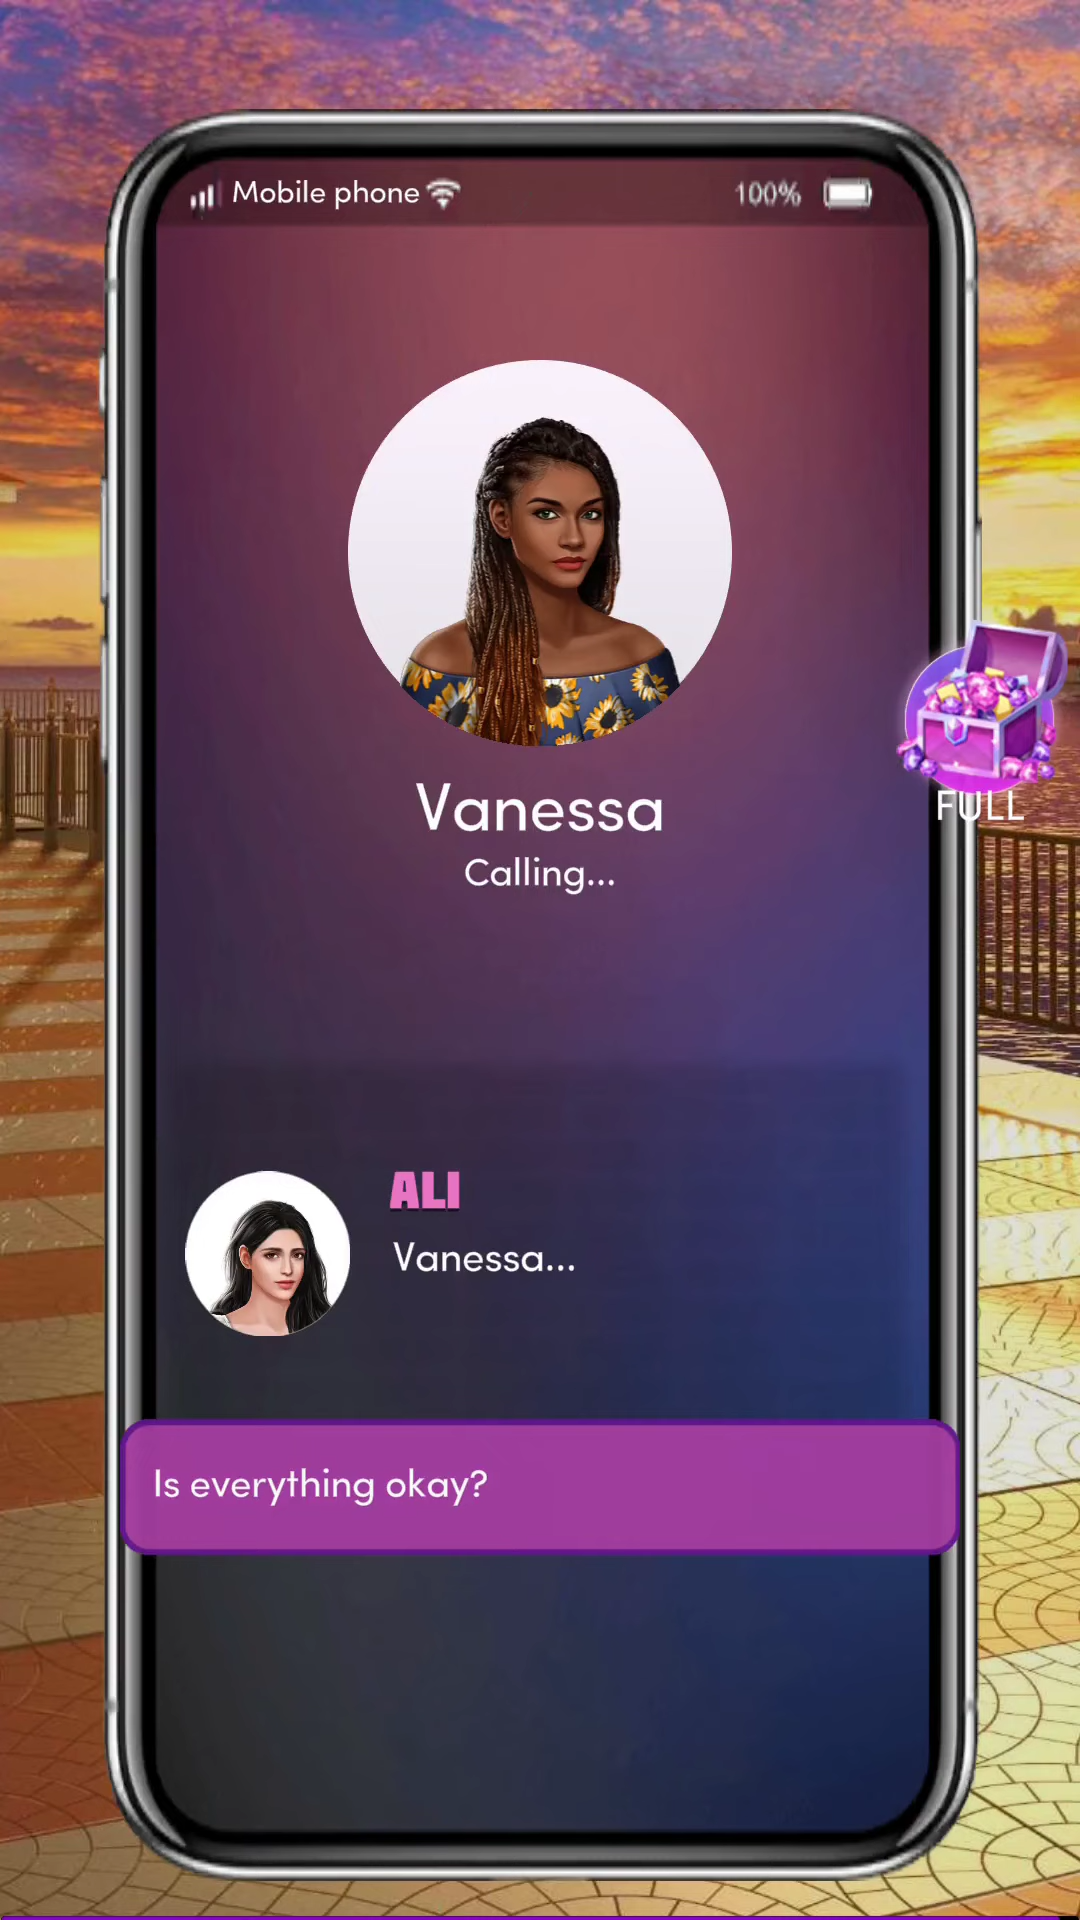 Mobile phone
100%
Vanessa
Calling...
FULL
ALI
Vanessa...
Is everything okay?